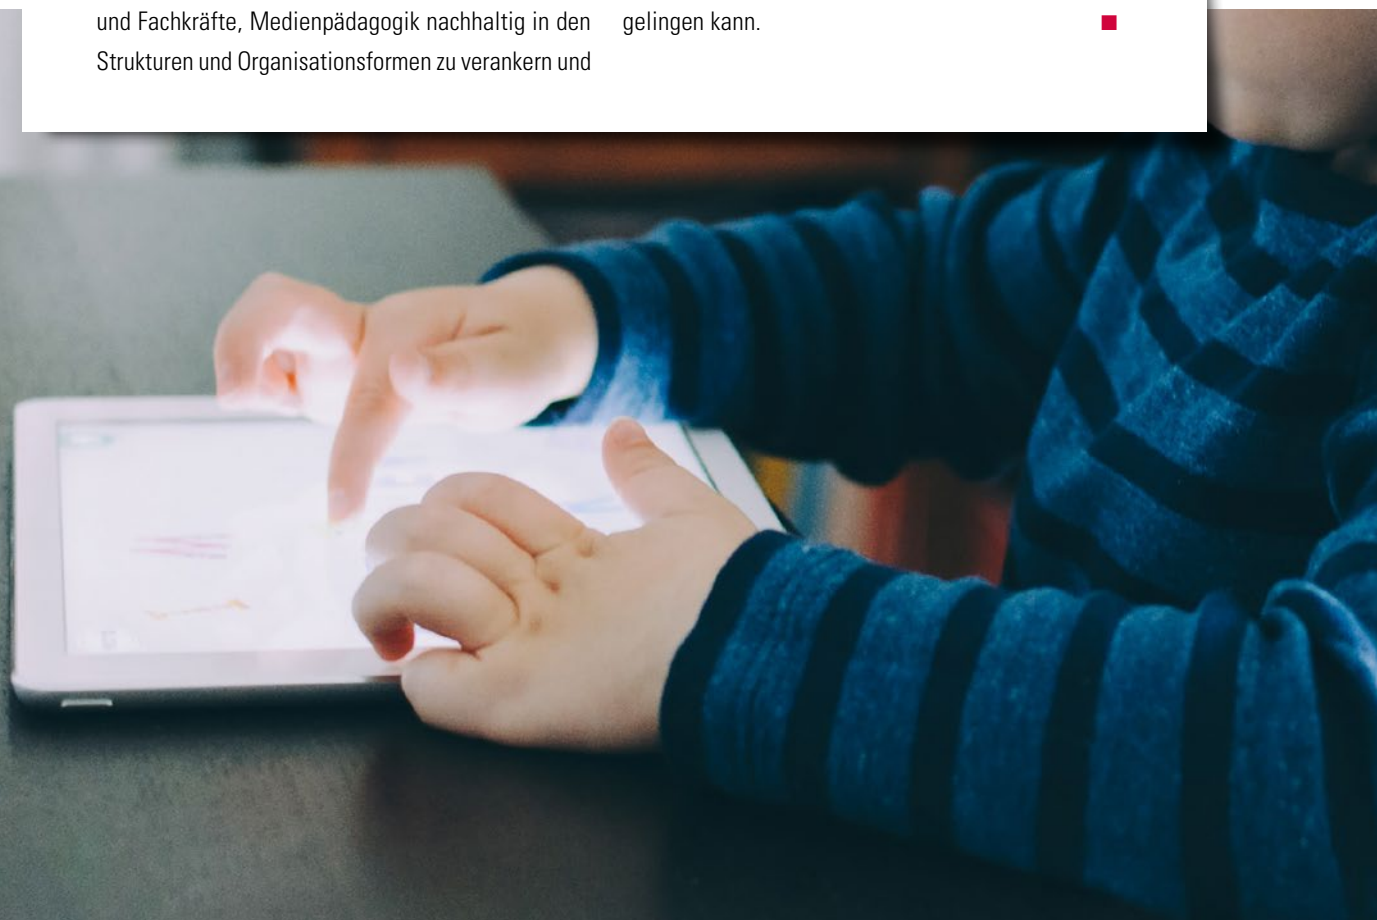 und Fachkräfte, Medienpädagogik nachhaltig in den
Strukturen und Organisationsformen zu verankern und
gelingen kann.